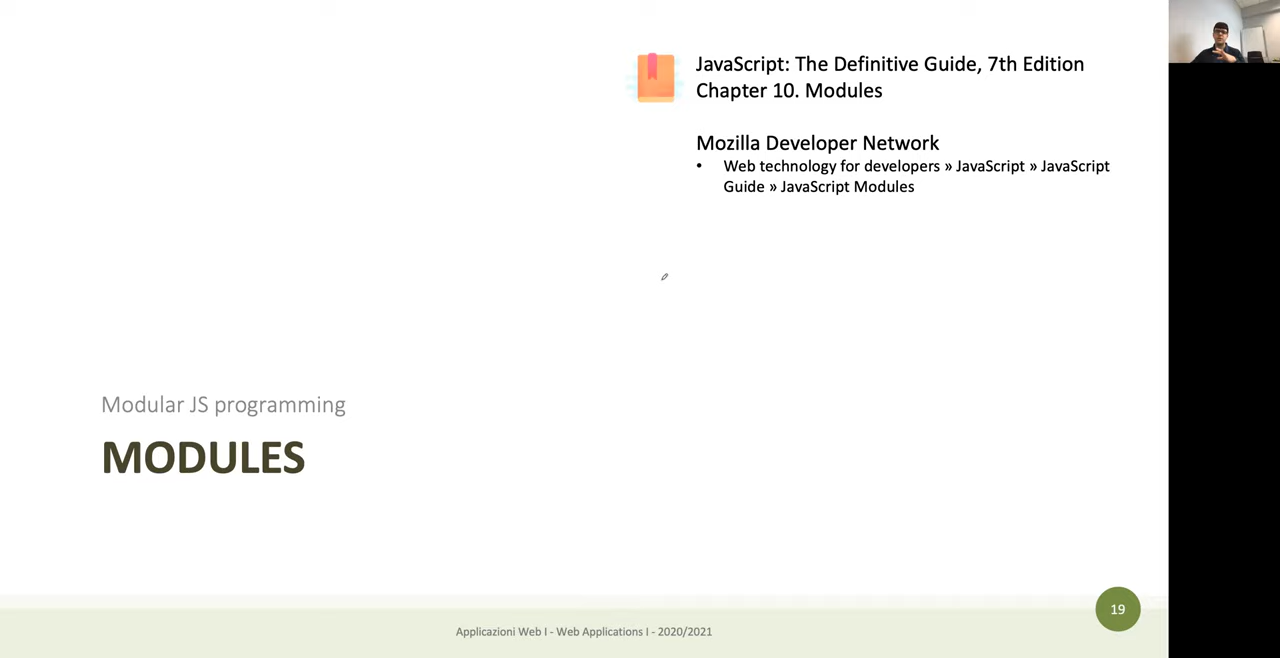 JavaScript: The Definitive Guide, 7th Edition
Chapter 10. Modules
Mozilla Developer Network
• Web technology for developers » JavaScript » JavaScript
Guide » JavaScript Modules
Modular JS programming
MODULES
19
Applicazioni Web I - Web Applications I - 2020/2021